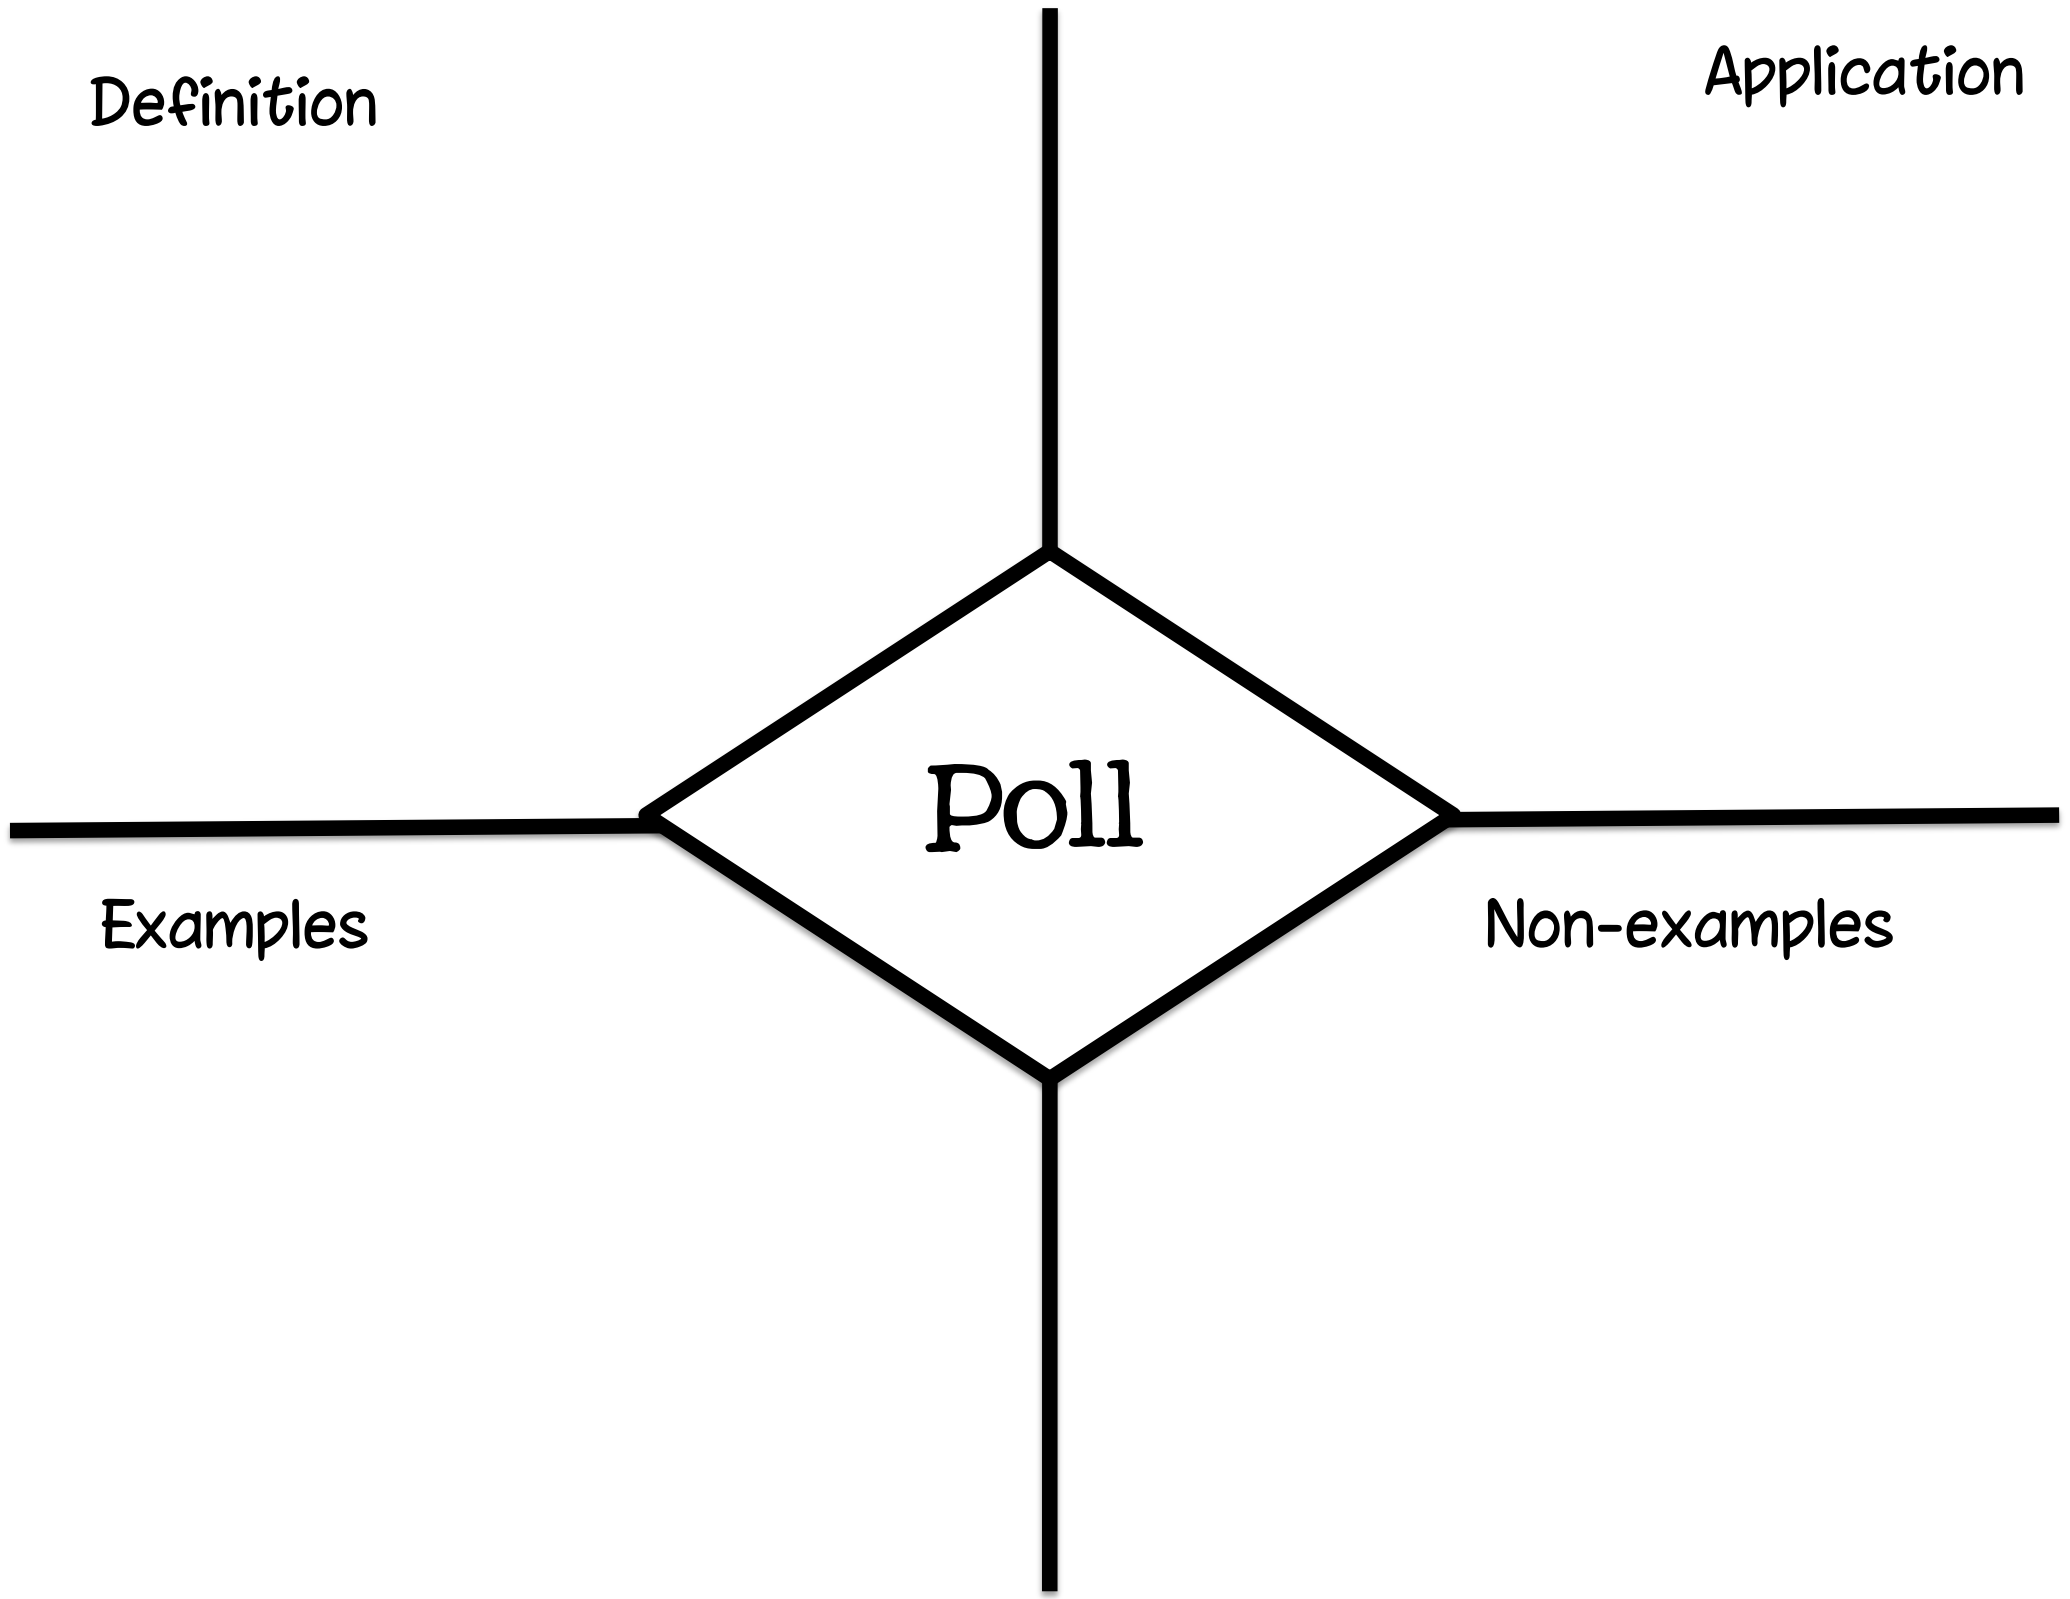 Definition
Application
Poll
Examples
Non-examples